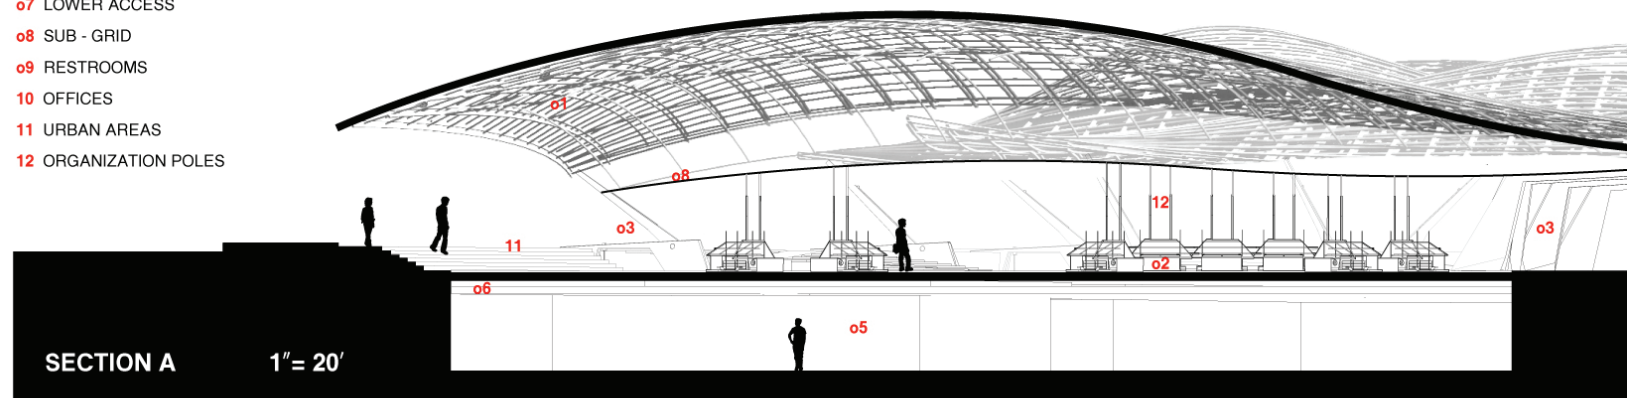 o7 LOWER ACCESS
o8 SUB - GRID
o9 RESTROOMS
10 OFFICES
11 URBAN AREAS
12 ORGANIZATION POLES
o1
o8
12
o3
o3
11
o2
o6
o5
SECTION A 1″= 20′